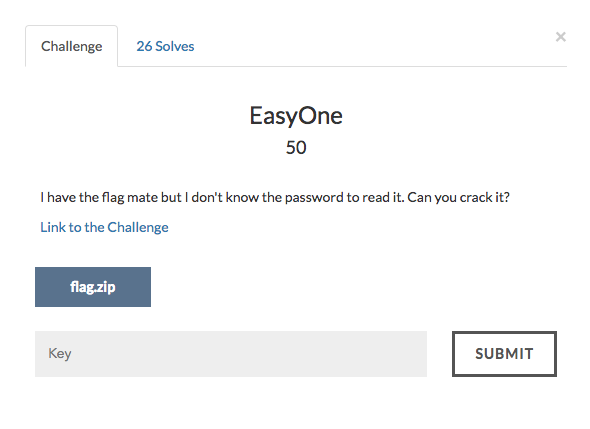 Challenge
26 Solves
×
EasyOne
50
I have the flag mate but I don't know the password to read it. Can you crack it?
Link to the Challenge
flag.zip
Key
SUBMIT